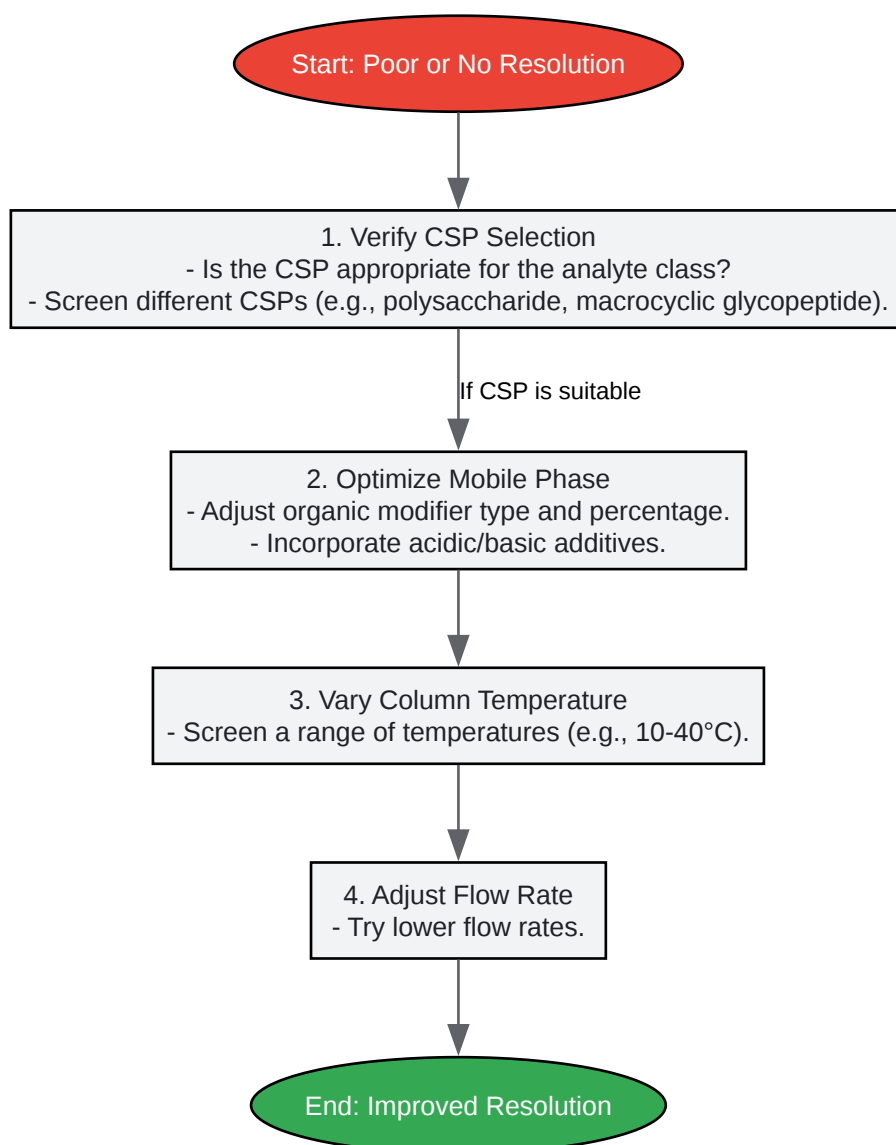 Start: Poor or No Resolution
1. Verify CSP Selection
- Is the CSP appropriate for the analyte class?
- Screen different CSPs (e.g., polysaccharide, macrocyclic glycopeptide).
If CSP is suitable
2. Optimize Mobile Phase
- Adjust organic modifier type and percentage.
- Incorporate acidic/basic additives.
3. Vary Column Temperature
- Screen a range of temperatures (e.g., 10-40°C).
4. Adjust Flow Rate
- Try lower flow rates.
End: Improved Resolution